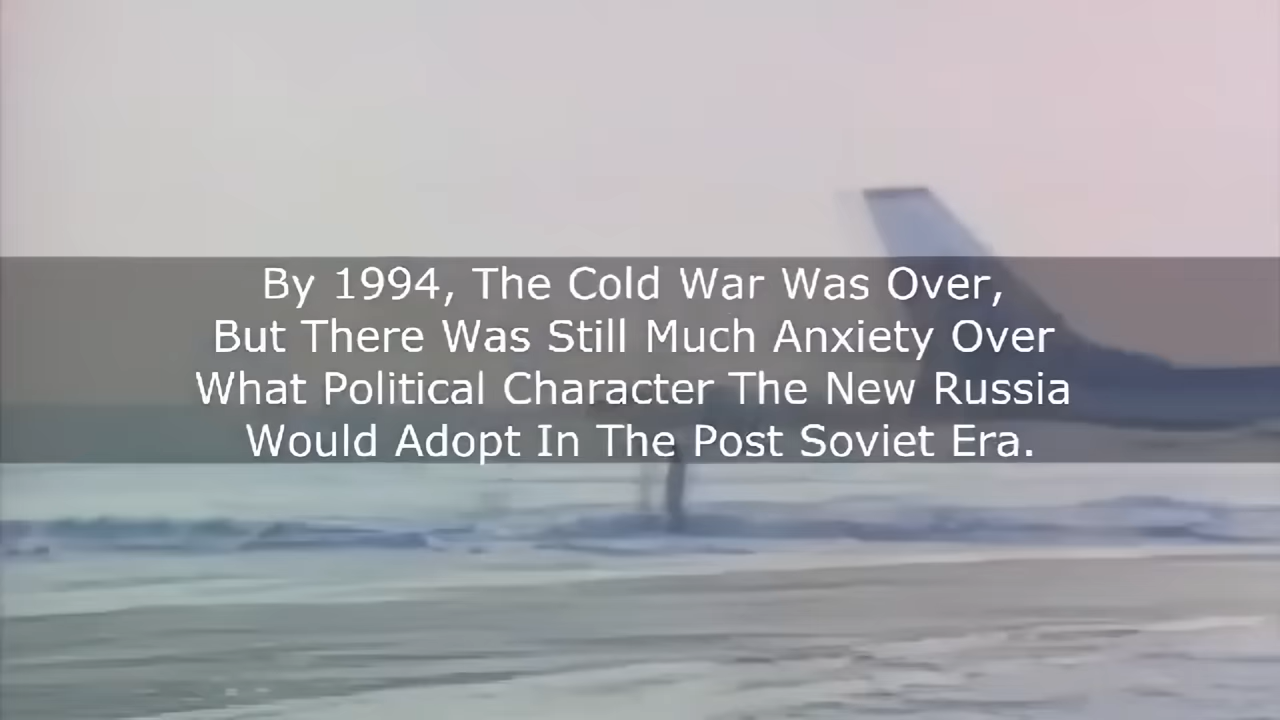 By 1994, The Cold War Was Over,
But There Was Still Much Anxiety Over
What Political Character The New Russia
Would Adopt In The Post Soviet Era.